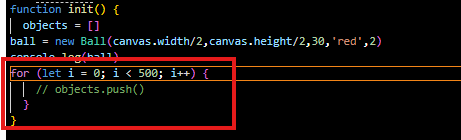 function init() {
objects = []
ball = new Ball(canvas.width/2,canvas.height/2,30,'red',2)
console.log(ball)
for (let i = 0; i < 500; i++) {
// objects.push()
}
}